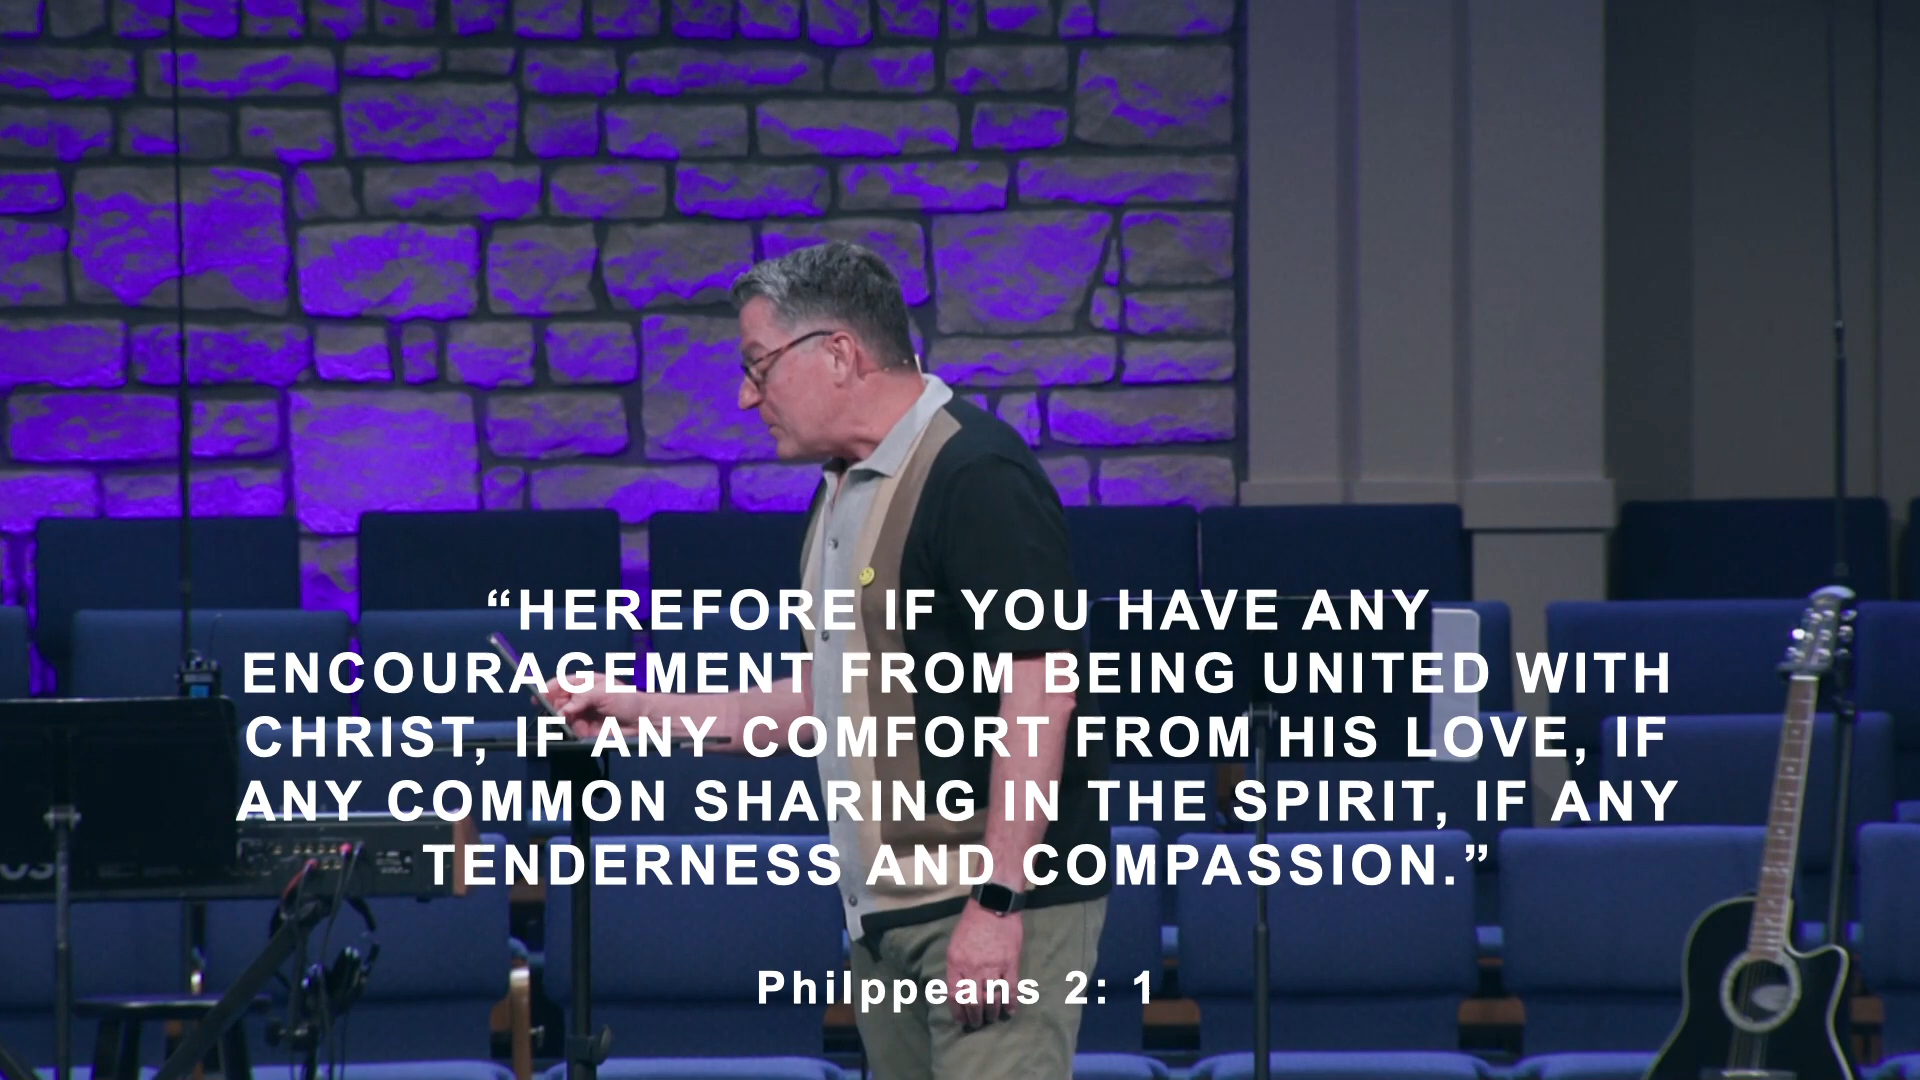 “HEREFORE IF YOU HAVE ANY
ENCOURAGEMENT FROM BEING UNITED WITH
CHRIST, IF ANY COMFORT FROM HIS LOVE, IF
ANY COMMON SHARING IN THE SPIRIT, IF ANY
TENDERNESS AND COMPASSION.”
Philppeans 2: 1